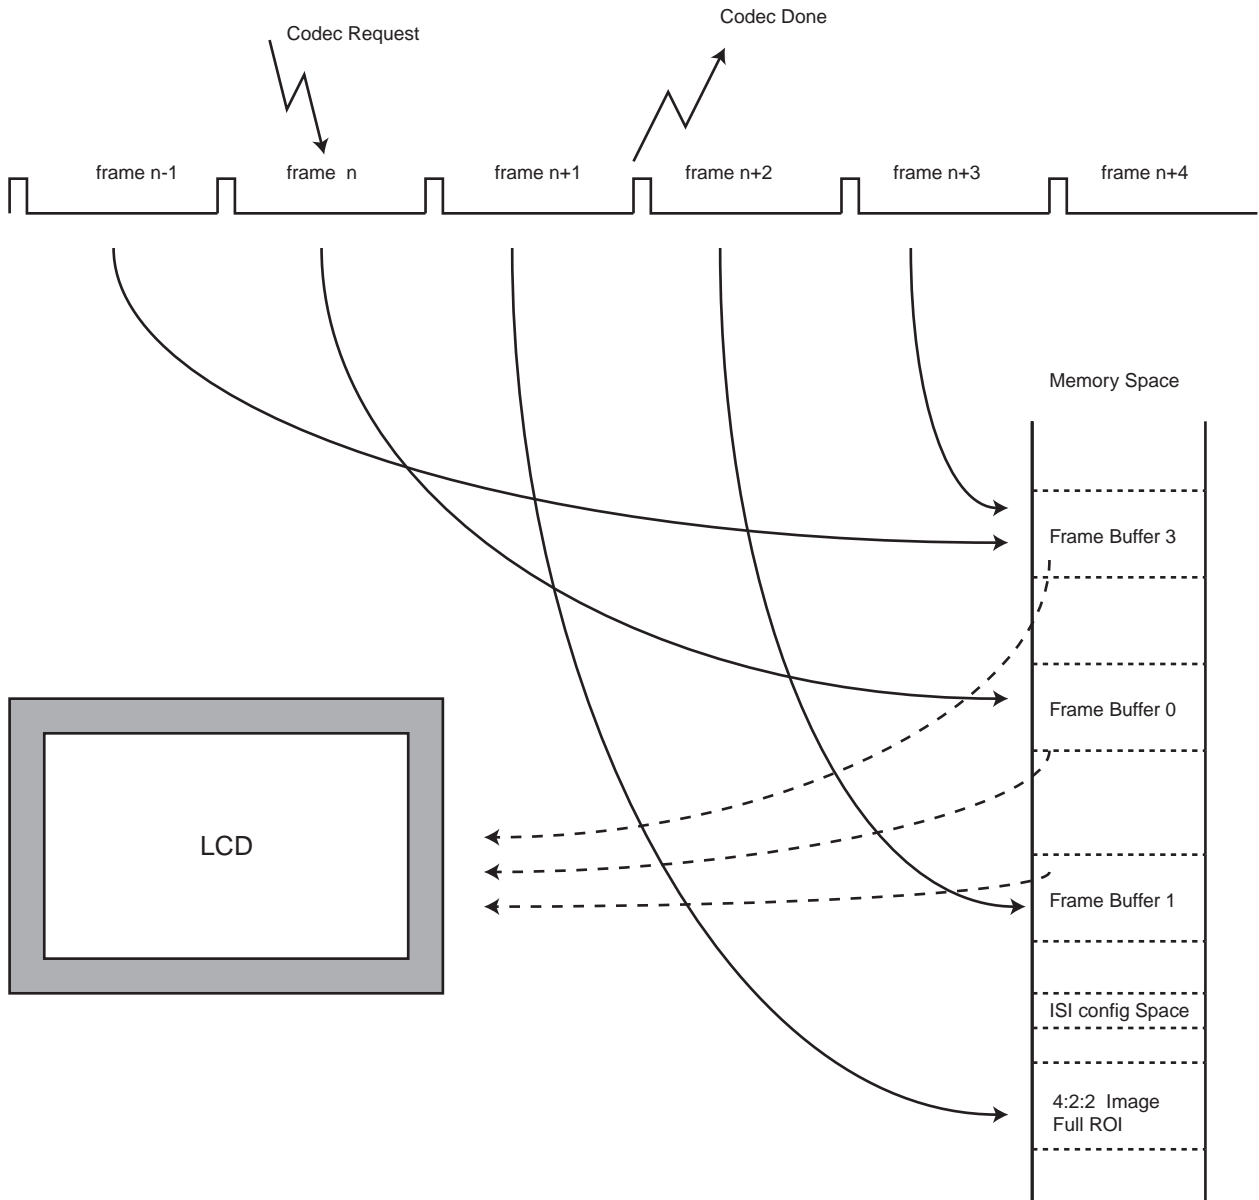 Codec Request
Codec Done
frame n-1
frame n
frame n+1
frame n+2
frame n+3
frame n+4
Memory Space
Frame Buffer 3
Frame Buffer 0
LCD
Frame Buffer 1
ISI config Space
4:2:2 Image
Full ROI